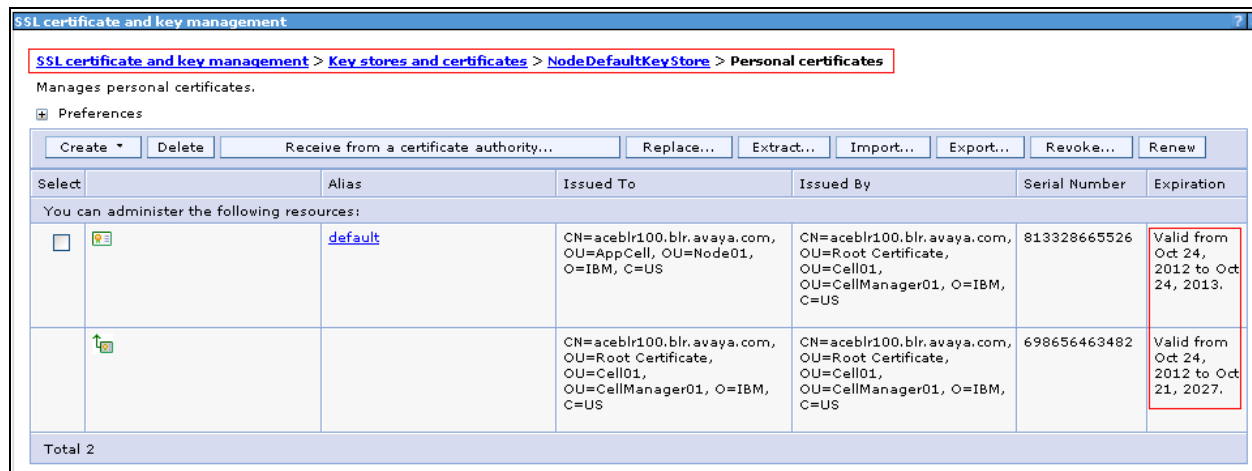 SSL certificate and key management
?
SSL certificate and key management > Key stores and certificates > NodeDefaultKeyStore > Personal certificates
Manages personal certificates.
Preferences
Create Delete Receive from a certificate authority... Replace... Extract... Import... Export... Revoke... Renew
Select Alias Issued To Issued By Serial Number Expiration
You can administer the following resources:
default
CN=aceblr100.blr.avaya.com,
OU=AppCell, OU=Node01,
O=IBM, C=US
CN=aceblr100.blr.avaya.com,
OU=Root Certificate,
OU=Cell01,
OU=CellManager01, O=IBM,
C=US
813328665526
Valid from
Oct 24,
2012 to Oct
24, 2013.
CN=aceblr100.blr.avaya.com,
OU=Root Certificate,
OU=Cell01,
OU=CellManager01, O=IBM,
C=US
CN=aceblr100.blr.avaya.com,
OU=Root Certificate,
OU=Cell01,
OU=CellManager01, O=IBM,
C=US
698656463482
Valid from
Oct 24,
2012 to Oct
21, 2027.
Total 2